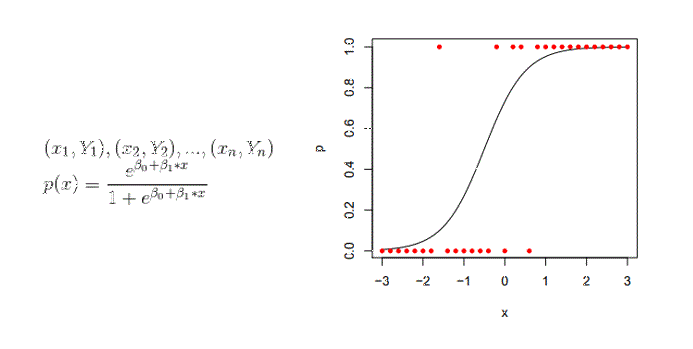 (x₁, Y₁), (x₂, Y₂), ..., (xₙ, Yₙ)
p(x) = e^{β₀+β₁*x} / (1 + e^{β₀+β₁*x})
p
1.0
0.8
0.6
0.4
0.2
0.0
−3 −2 −1 0 1 2 3
x